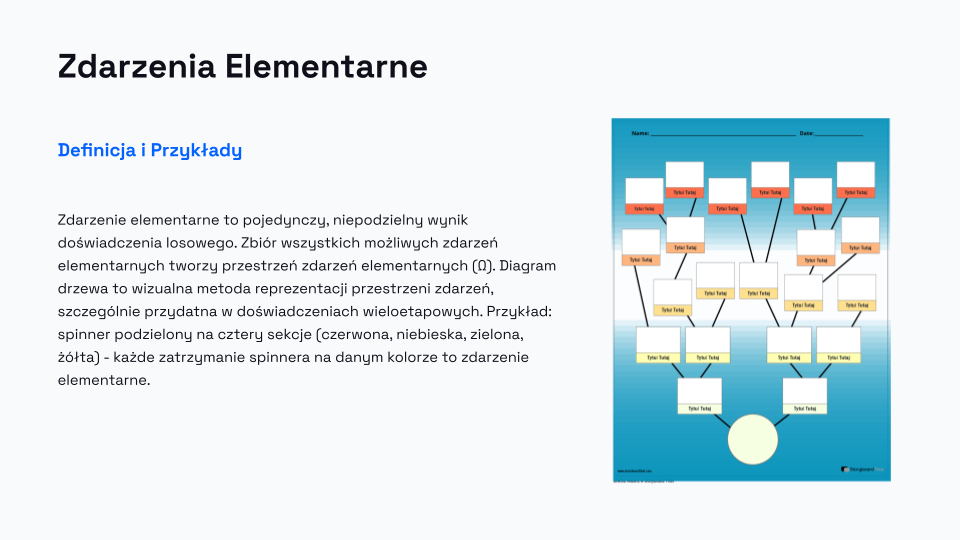 Zdarzenia Elementarne
Definicja i Przykłady
Zdarzenie elementarne to pojedynczy, niepodzielny wynik
doświadczenia losowego. Zbiór wszystkich możliwych zdarzeń
elementarnych tworzy przestrzeń zdarzeń elementarnych (Ω). Diagram
drzewa to wizualna metoda reprezentacji przestrzeni zdarzeń,
szczególnie przydatna w doświadczeniach wieloetapowych. Przykład:
spinner podzielony na cztery sekcje (czerwona, niebieska, zielona,
żółta) - każde zatrzymanie spinnera na danym kolorze to zdarzenie
elementarne.
Name: Date:
Tytuł Tutaj Tytuł Tutaj Tytuł Tutaj
Tytuł Tutaj Tytuł Tutaj Tytuł Tutaj
Tytuł Tutaj Tytuł Tutaj
Tytuł Tutaj Tytuł Tutaj
Tytuł Tutaj Tytuł Tutaj
Tytuł Tutaj Tytuł Tutaj
Tytuł Tutaj Tytuł Tutaj
Tytuł Tutaj Tytuł Tutaj Tytuł Tutaj Tytuł Tutaj
Tytuł Tutaj Tytuł Tutaj